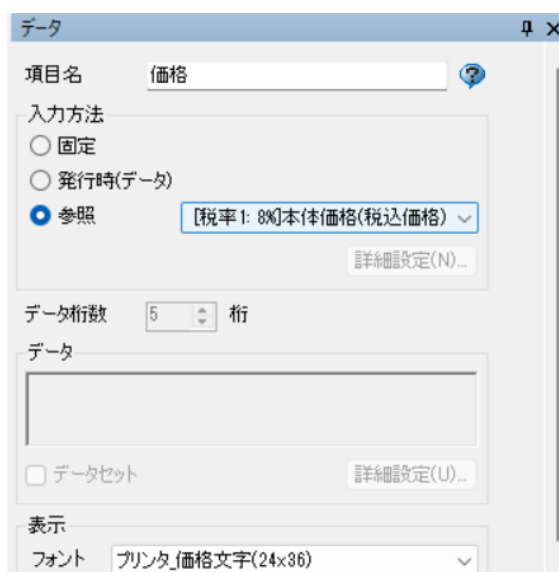 データ
項目名 価格
入力方法
固定
発行時(データ)
参照 [税率1: 8%]本体価格(税込価格)
詳細設定(N)...
データ桁数 5 桁
データ
データセット 詳細設定(U)...
表示
フォント プリンタ_価格文字(24x36)